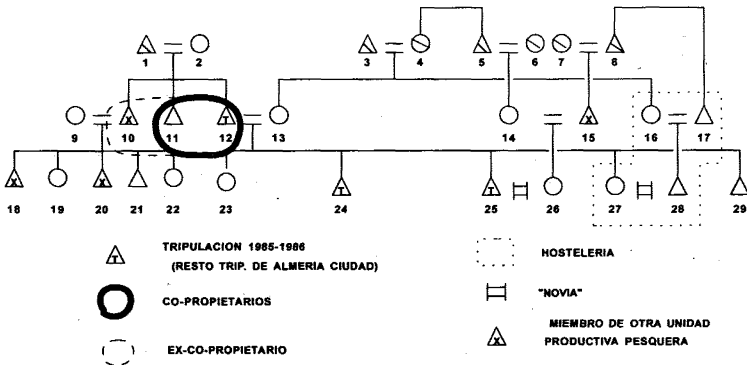 1 2 3 4 5 6 7 8
X T X
9 10 11 12 13 14 15 16 17
X X T T
18 19 20 21 22 23 24 25 26 27 28 29
T TRIPULACION 1985-1986
(RESTO TRIP. DE ALMERIA CIUDAD)
HOSTELERIA
CO-PROPIETARIOS
"NOVIA"
EX-CO-PROPIETARIO
X MIEMBRO DE OTRA UNIDAD
PRODUCTIVA PESQUERA